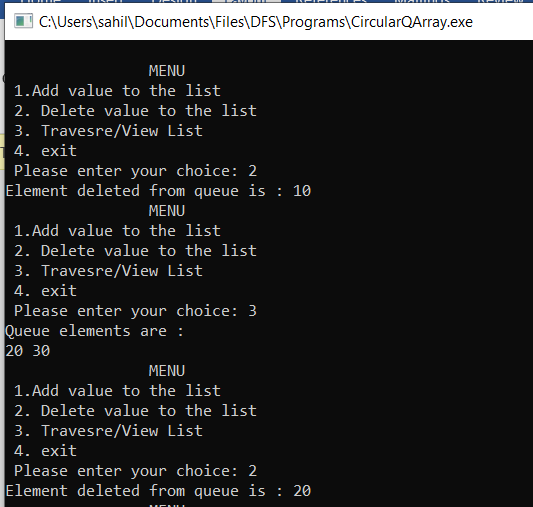 C:\Users\sahil\Documents\Files\DFS\Programs\CircularQArray.exe
MENU
1.Add value to the list
2. Delete value to the list
3. Travesre/View List
4. exit
Please enter your choice: 2
Element deleted from queue is : 10
MENU
1.Add value to the list
2. Delete value to the list
3. Travesre/View List
4. exit
Please enter your choice: 3
Queue elements are :
20 30
MENU
1.Add value to the list
2. Delete value to the list
3. Travesre/View List
4. exit
Please enter your choice: 2
Element deleted from queue is : 20
MENU